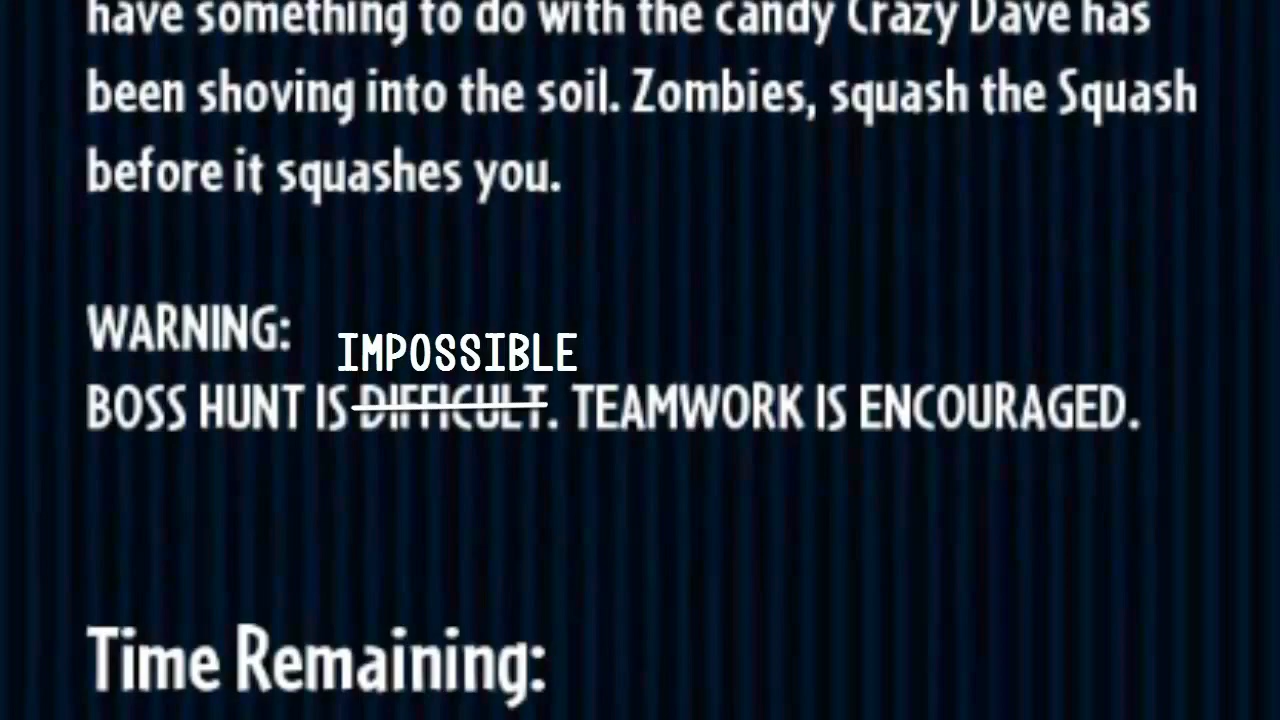 have something to do with the candy Crazy Dave has
been shoving into the soil. Zombies, squash the Squash
before it squashes you.
WARNING:
IMPOSSIBLE
BOSS HUNT IS DIFFICULT. TEAMWORK IS ENCOURAGED.
Time Remaining: